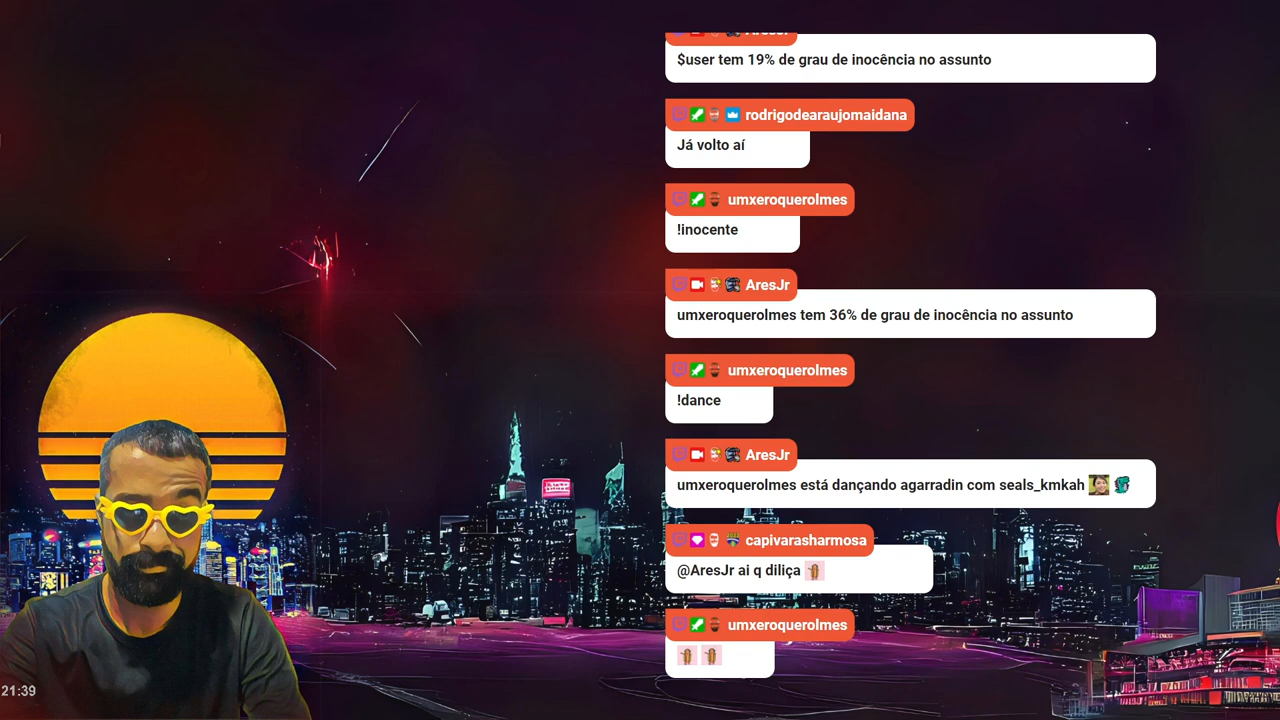 AresJr
$user tem 19% de grau de inocência no assunto
rodrigodearaujomaidana
Já volto aí
umxeroquerolmes
!inocente
AresJr
umxeroquerolmes tem 36% de grau de inocência no assunto
umxeroquerolmes
!dance
AresJr
umxeroquerolmes está dançando agarradin com seals_kmkah
capivarasharmosa
@AresJr ai q diliça
umxeroquerolmes
21:39